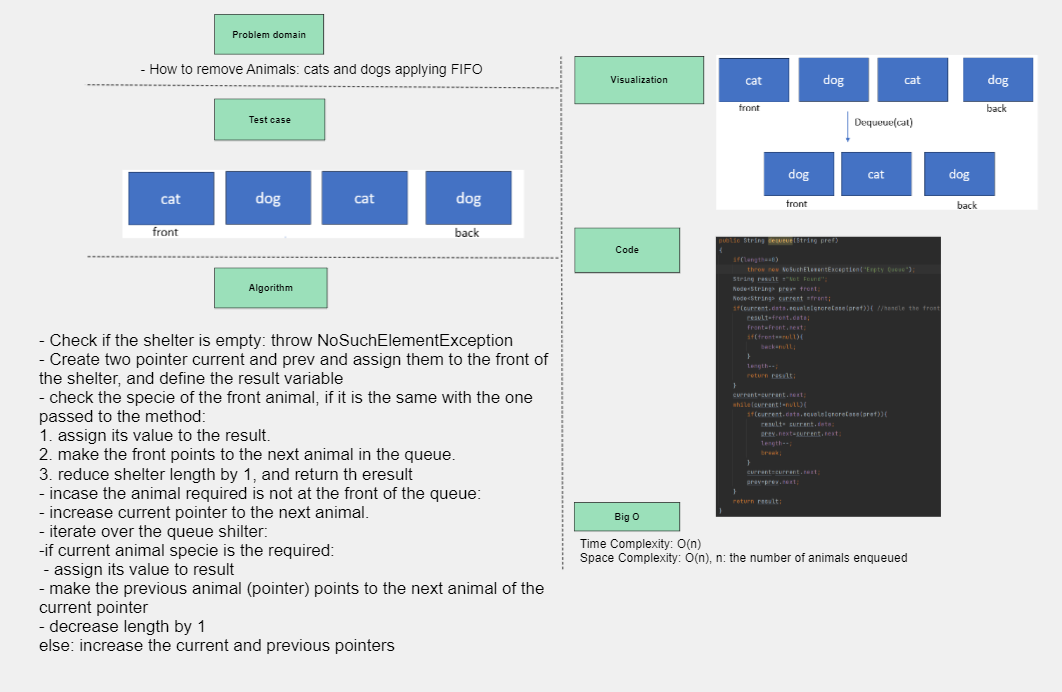 Problem domain
- How to remove Animals: cats and dogs applying FIFO
Test case
cat dog cat dog
front back
Algorithm
- Check if the shelter is empty: throw NoSuchElementException
- Create two pointer current and prev and assign them to the front of
the shelter, and define the result variable
- check the specie of the front animal, if it is the same with the one
passed to the method:
1. assign its value to the result.
2. make the front points to the next animal in the queue.
3. reduce shelter length by 1, and return th eresult
- incase the animal required is not at the front of the queue:
- increase current pointer to the next animal.
- iterate over the queue shilter:
-if current animal specie is the required:
- assign its value to result
- make the previous animal (pointer) points to the next animal of the
current pointer
- decrease length by 1
else: increase the current and previous pointers
Visualization
cat dog cat dog
front back
Dequeue(cat)
dog cat dog
front back
Code
public String dequeue(String pref)
{
if(length==0)
throw new NoSuchElementException("Empty Queue");
String result ="Not Found";
Node<String> prev= front;
Node<String> current =front;
if(current.data.equalsIgnoreCase(pref)){ //handle the front
result=front.data;
front=front.next;
if(front==null){
back=null;
}
length--;
return result;
}
current=current.next;
while(current!=null){
if(current.data.equalsIgnoreCase(pref)){
result= current.data;
prev.next=current.next;
length--;
break;
}
current=current.next;
prev=prev.next;
}
return result;
}
Big O
Time Complexity: O(n)
Space Complexity: O(n), n: the number of animals enqueued